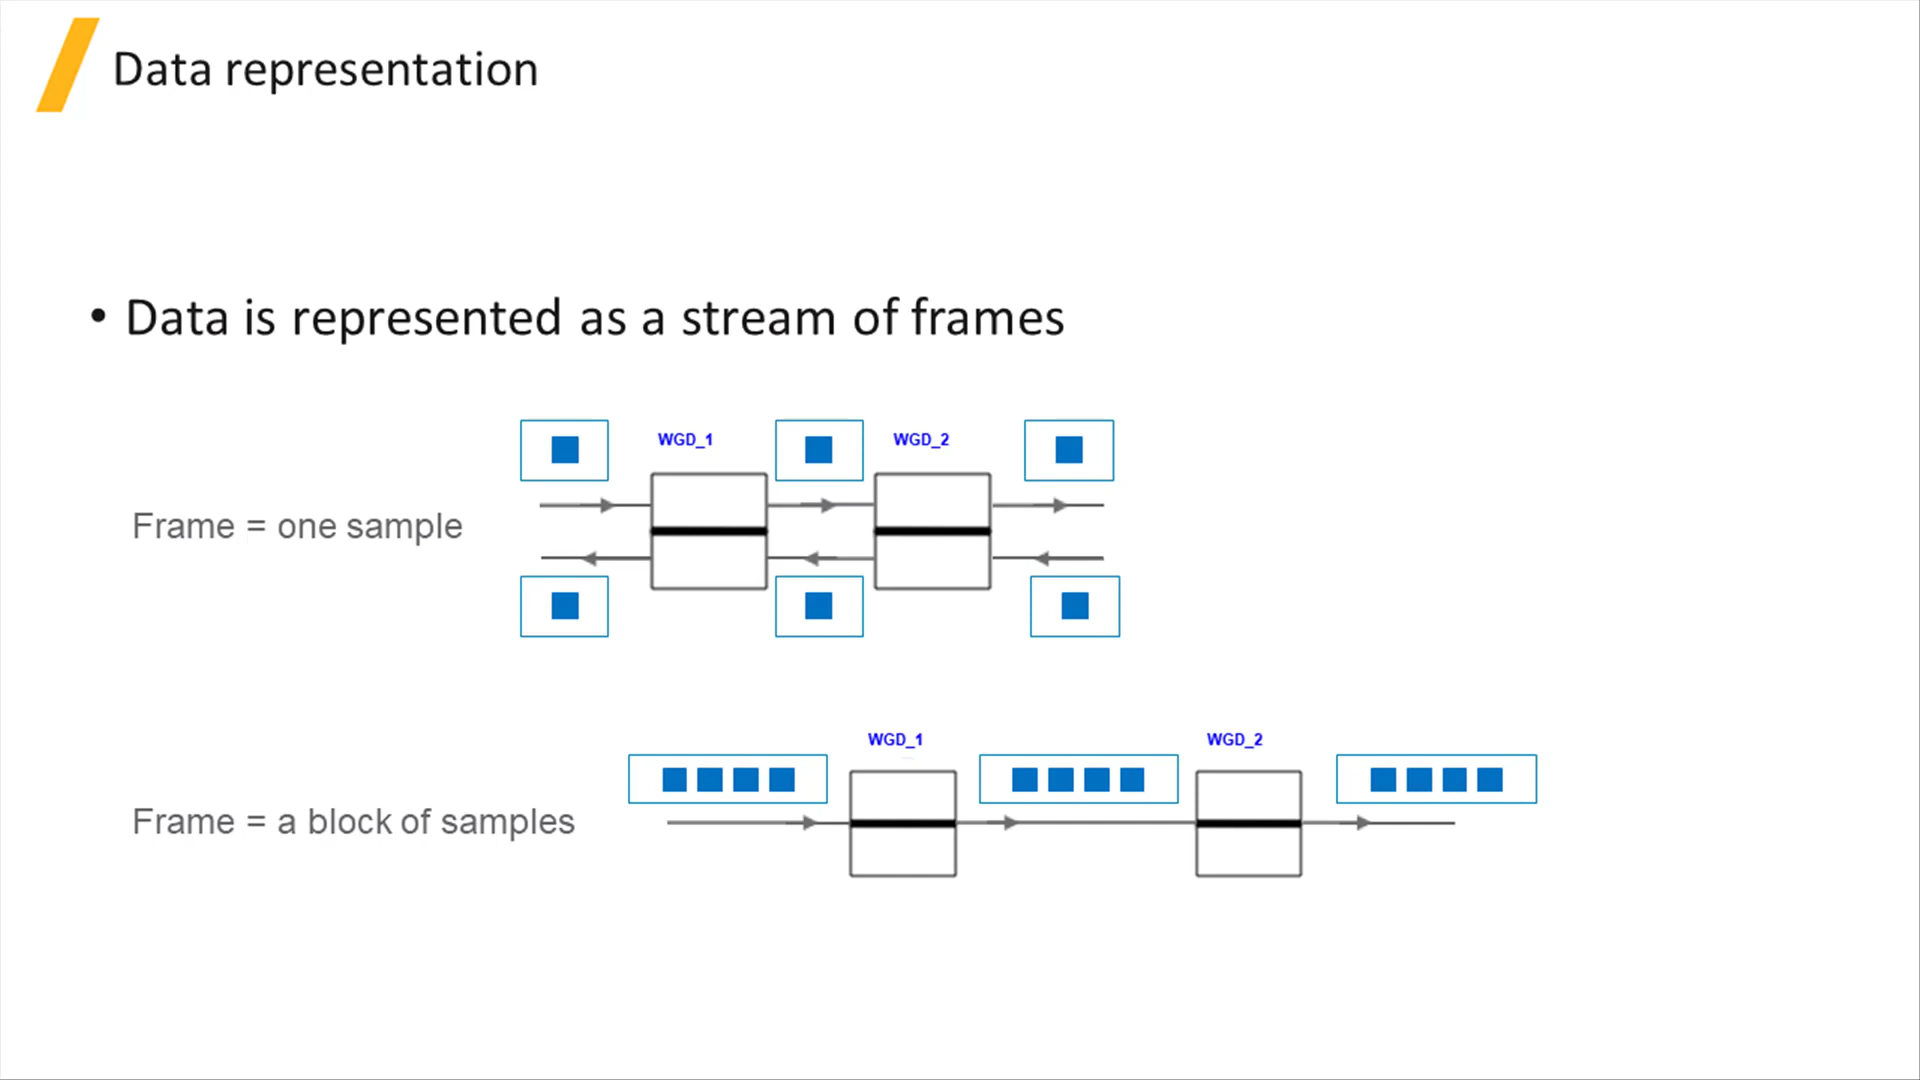 Data representation
• Data is represented as a stream of frames
WGD_1
WGD_2
Frame = one sample
WGD_1
WGD_2
Frame = a block of samples